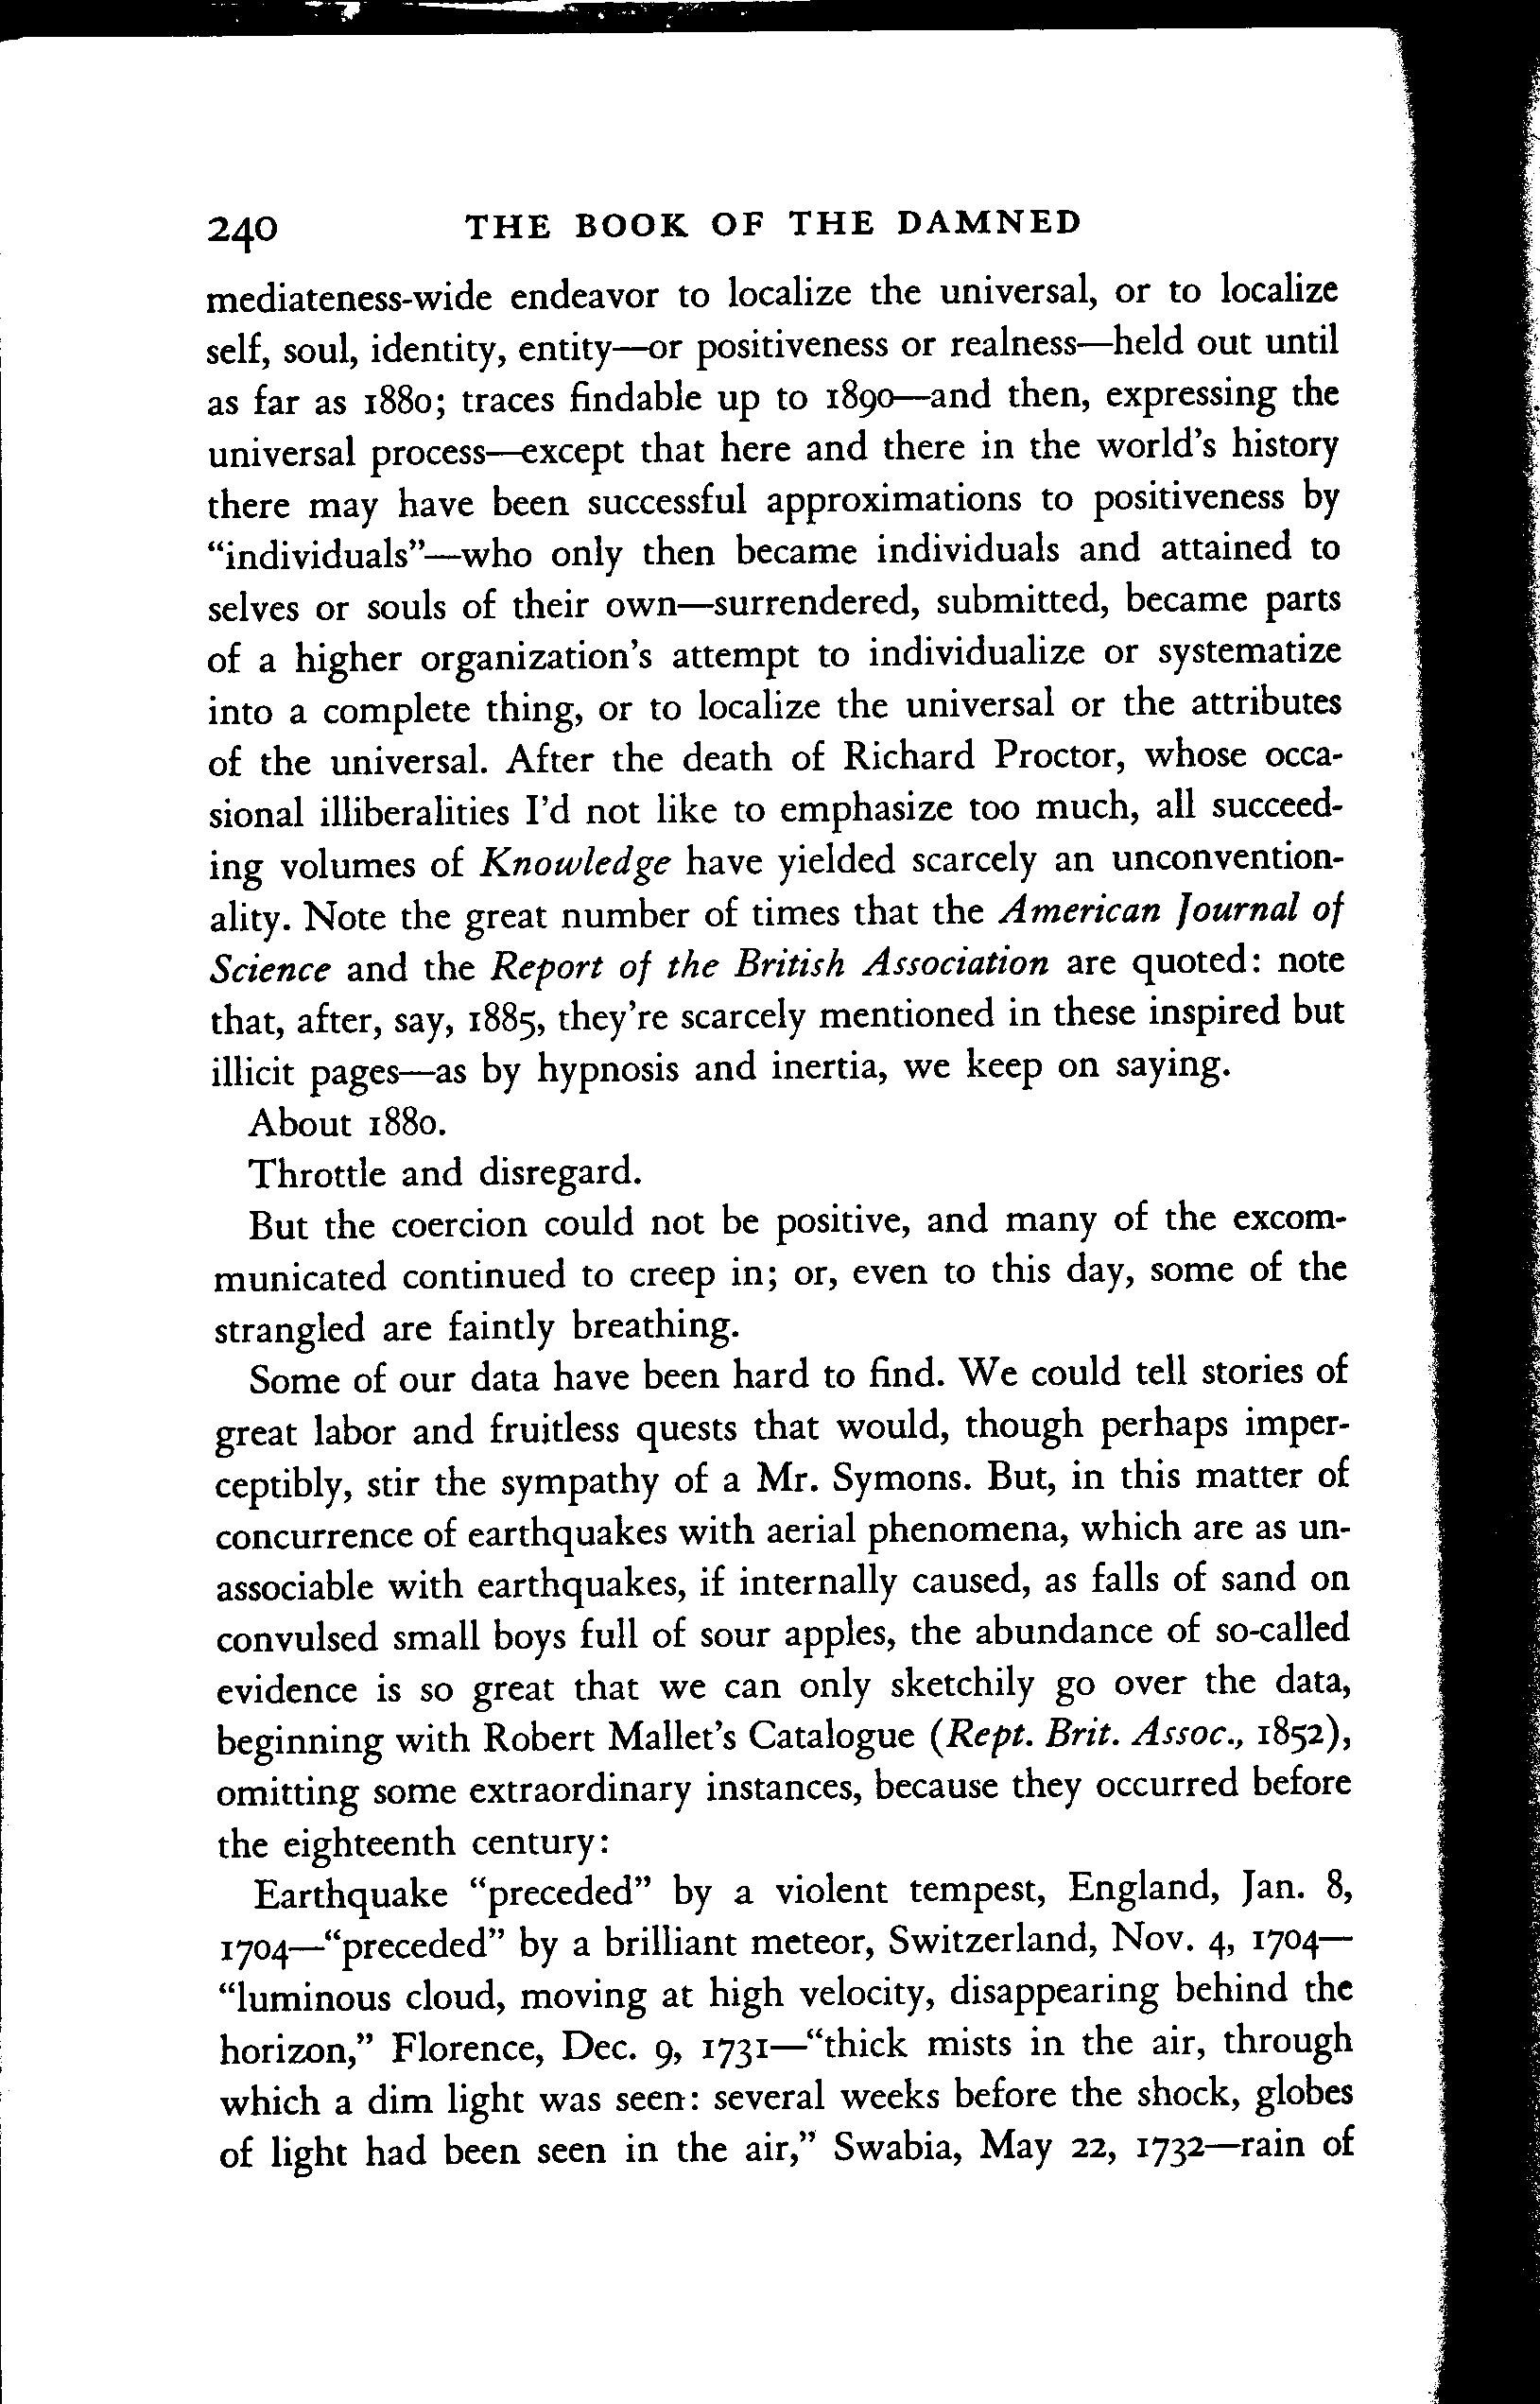 240 THE BOOK OF THE DAMNED
mediateness-wide endeavor to localize the universal, or to localize
self, soul, identity, entity—or positiveness or realness—held out until
as far as 1880; traces findable up to 1890—and then, expressing the
universal process—except that here and there in the world's history
there may have been successful approximations to positiveness by
“individuals”—who only then became individuals and attained to
selves or souls of their own—surrendered, submitted, became parts
of a higher organization's attempt to individualize or systematize
into a complete thing, or to localize the universal or the attributes
of the universal. After the death of Richard Proctor, whose occa-
sional illiberalities I'd not like to emphasize too much, all succeed-
ing volumes of Knowledge have yielded scarcely an unconvention-
ality. Note the great number of times that the American Journal of
Science and the Report of the British Association are quoted: note
that, after, say, 1885, they're scarcely mentioned in these inspired but
illicit pages—as by hypnosis and inertia, we keep on saying.
About 1880.
Throttle and disregard.
But the coercion could not be positive, and many of the excom-
municated continued to creep in; or, even to this day, some of the
strangled are faintly breathing.
Some of our data have been hard to find. We could tell stories of
great labor and fruitless quests that would, though perhaps imper-
ceptibly, stir the sympathy of a Mr. Symons. But, in this matter of
concurrence of earthquakes with aerial phenomena, which are as un-
associable with earthquakes, if internally caused, as falls of sand on
convulsed small boys full of sour apples, the abundance of so-called
evidence is so great that we can only sketchily go over the data,
beginning with Robert Mallet's Catalogue (Rept. Brit. Assoc., 1852),
omitting some extraordinary instances, because they occurred before
the eighteenth century:
Earthquake “preceded” by a violent tempest, England, Jan. 8,
1704—“preceded” by a brilliant meteor, Switzerland, Nov. 4, 1704—
“luminous cloud, moving at high velocity, disappearing behind the
horizon,” Florence, Dec. 9, 1731—“thick mists in the air, through
which a dim light was seen: several weeks before the shock, globes
of light had been seen in the air,” Swabia, May 22, 1732—rain of